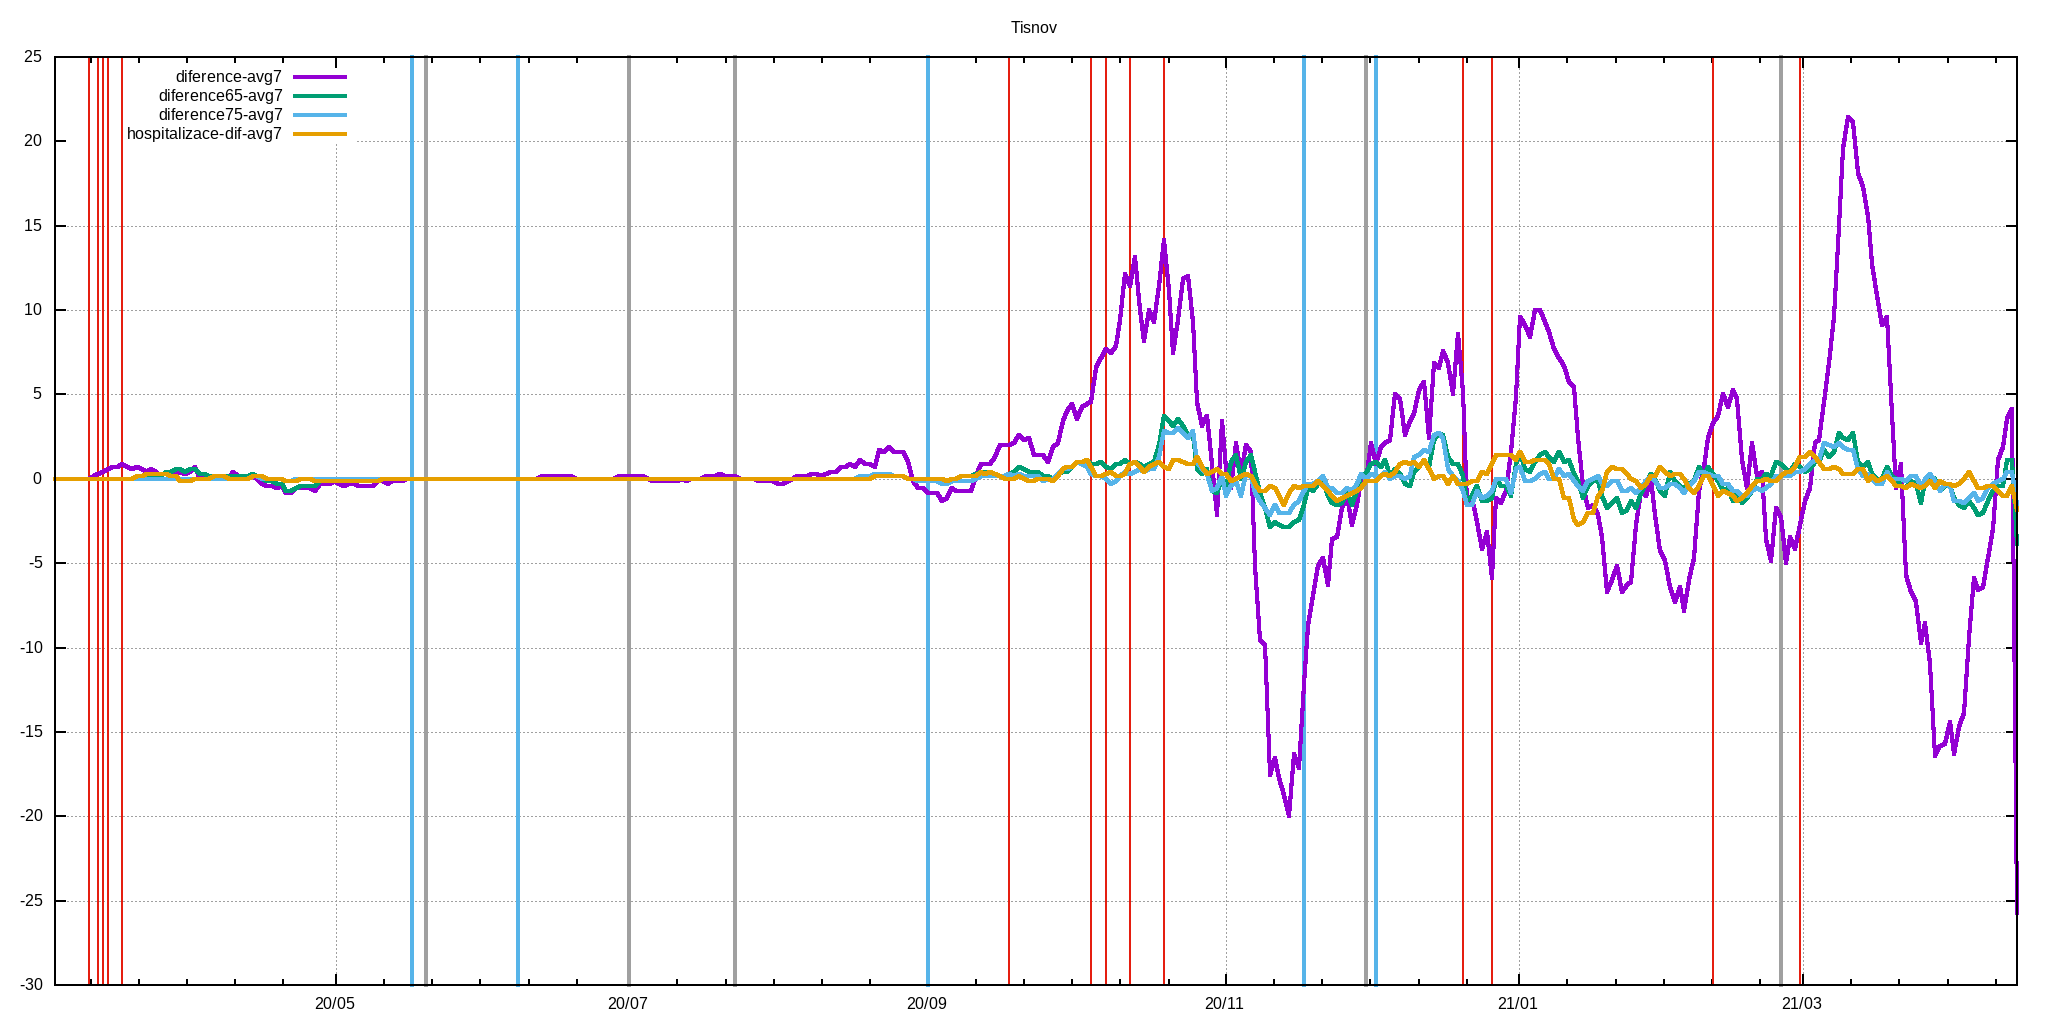 Tisnov
diference-avg7
diference65-avg7
diference75-avg7
hospitalizace-dif-avg7
25
20
15
10
5
0
-5
-10
-15
-20
-25
-30
20/05 20/07 20/09 20/11 21/01 21/03